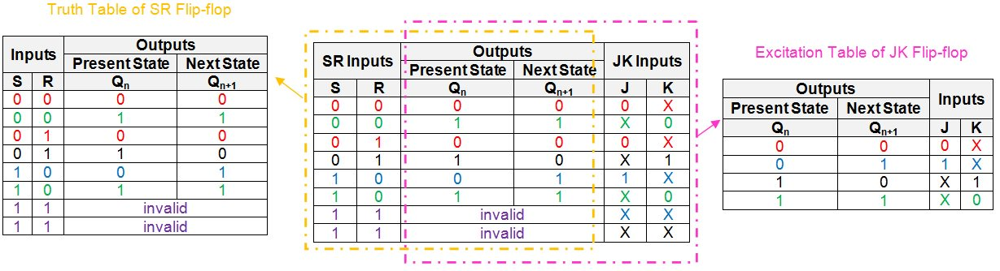 Truth Table of SR Flip-flop
Inputs Outputs
Present State Next State
S R Qn Qn+1
0 0 0 0
0 0 1 1
0 1 0 0
0 1 1 0
1 0 0 1
1 0 1 1
1 1 invalid
1 1 invalid
SR Inputs Outputs JK Inputs
Present State Next State
S R Qn Qn+1 J K
0 0 0 0 0 X
0 0 1 1 X 0
0 1 0 0 0 X
0 1 1 0 X 1
1 0 0 1 1 X
1 0 1 1 X 0
1 1 invalid X X
1 1 invalid X X
Excitation Table of JK Flip-flop
Outputs Inputs
Present State Next State
Qn Qn+1 J K
0 0 0 X
0 1 1 X
1 0 X 1
1 1 X 0